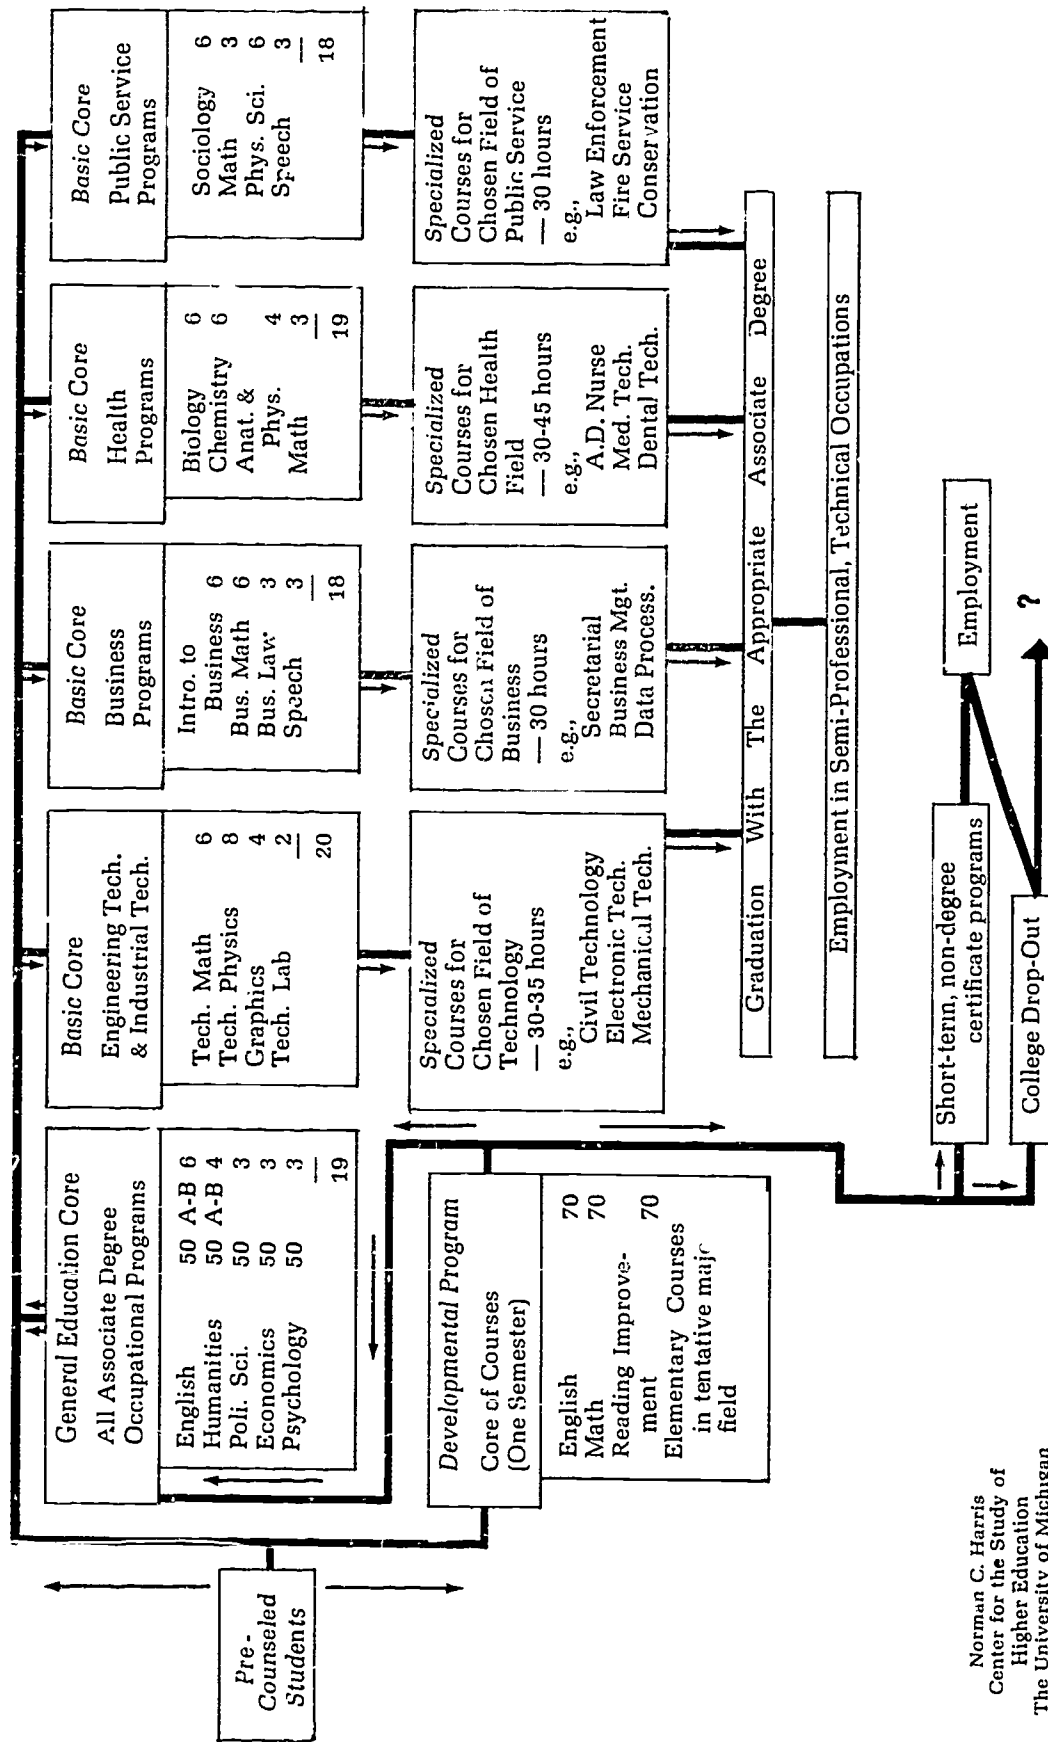 Pre-
Counseled
Students
General Education Core
All Associate Degree
Occupational Programs
English 50 A-B 6
Humanities 50 A-B 4
Poli. Sci. 50 3
Economics 50 3
Psychology 50 3
19
Basic Core
Engineering Tech.
& Industrial Tech.
Tech. Math 6
Tech. Physics 8
Graphics 4
Tech. Lab 2
20
Basic Core
Business
Programs
Intro. to
Business 6
Bus. Math 6
Bus. Law 3
Speech 3
18
Basic Core
Health
Programs
Biology 6
Chemistry 6
Anat. &
Phys. 4
Math 3
19
Basic Core
Public Service
Programs
Sociology 6
Math 3
Phys. Sci. 6
Speech 3
18
Developmental Program
Core of Courses
(One Semester)
English 70
Math 70
Reading Improve-
ment 70
Elementary Courses
in tentative major
field
Specialized
Courses for
Chosen Field of
Technology
— 30-35 hours
e.g.,
Civil Technology
Electronic Tech.
Mechanical Tech.
Specialized
Courses for
Chosen Field of
Business
— 30 hours
e.g.,
Secretarial
Business Mgt.
Data Process.
Specialized
Courses for
Chosen Health
Field
— 30-45 hours
e.g.,
A.D. Nurse
Med. Tech.
Dental Tech.
Specialized
Courses for
Chosen Field of
Public Service
— 30 hours
e.g.,
Law Enforcement
Fire Service
Conservation
Graduation With The Appropriate Associate Degree
Employment in Semi-Professional, Technical Occupations
Short-term, non-degree
certificate programs
Employment
College Drop-Out
?
Norman C. Harris
Center for the Study of
Higher Education
The University of Michigan